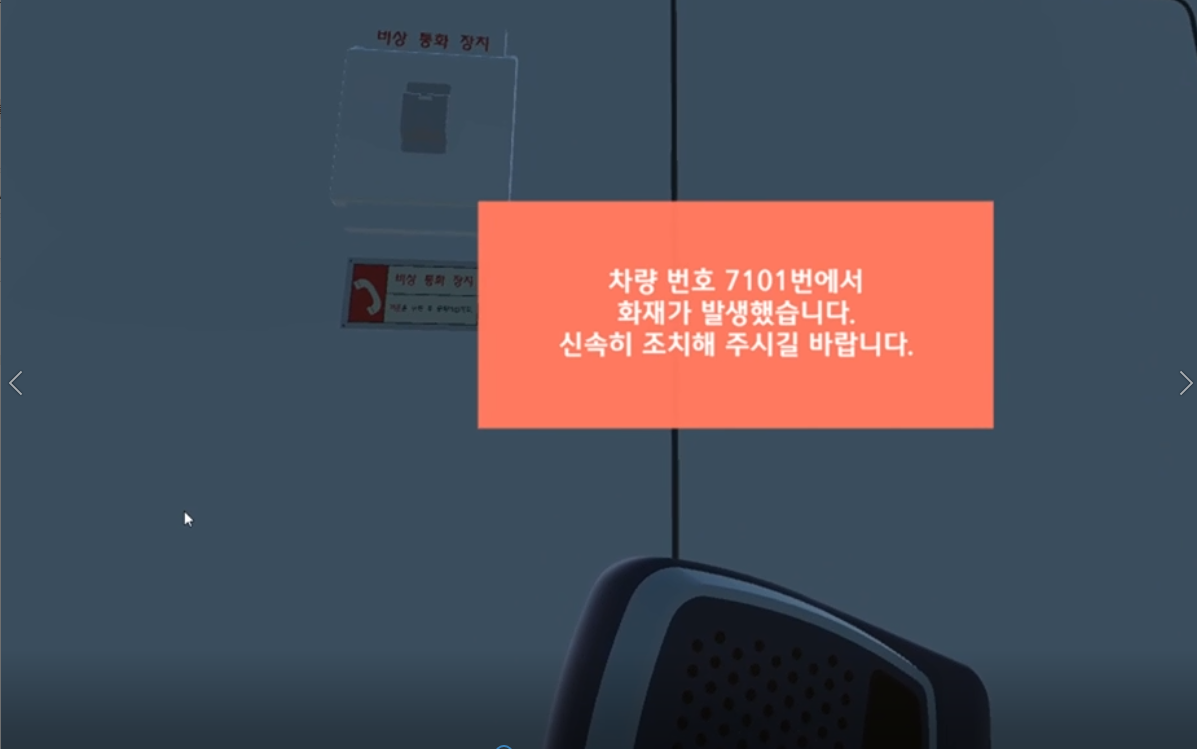 비상 통화 장치
비상 통화 장치
차량 번호 7101번에서
화재가 발생했습니다.
신속히 조치해 주시길 바랍니다.